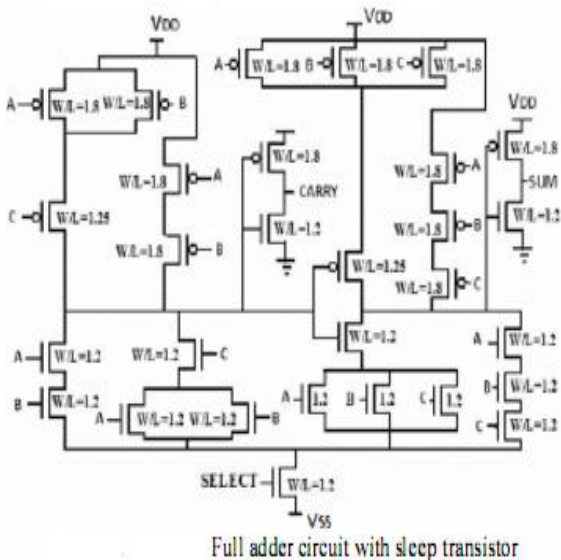 VDD
VDD
A W/L=1.8 W/L=1.8 B
A W/L=1.8 B W/L=1.8 C W/L=1.8
VDD
W/L=1.8 A
W/L=1.8 CARRY W/L=1.2
W/L=1.8 A
W/L=1.8 SUM W/L=1.2
C W/L=1.25
W/L=1.8 B
W/L=1.8 B
W/L=1.25
W/L=1.8 C
A W/L=1.2
W/L=1.2 C
W/L=1.2
A W/L=1.2
B W/L=1.2
A W/L=1.2 W/L=1.2 B
A 1.2 B 1.2 C 1.2
B W/L=1.2
C W/L=1.2
SELECT W/L=1.2
VSS
Full adder circuit with sleep transistor